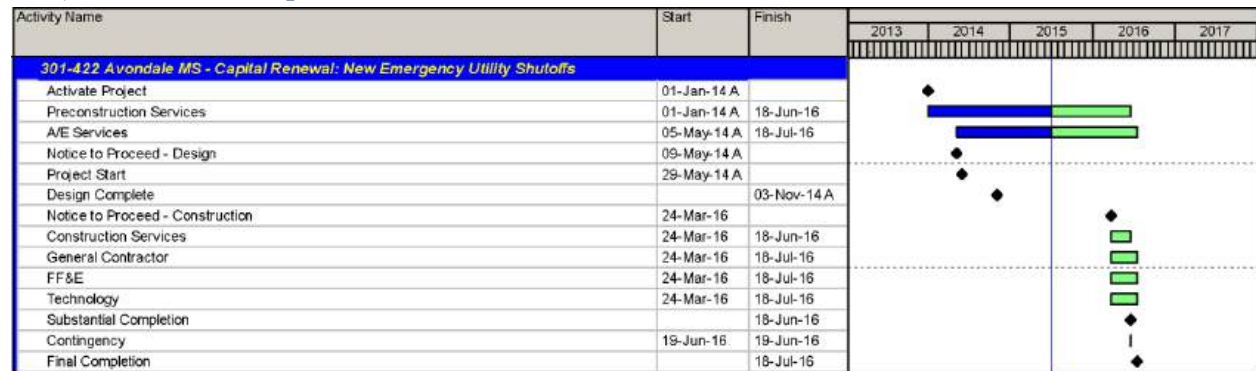 Activity Name Start Finish
2013 2014 2015 2016 2017
301-422 Avondale MS - Capital Renewal: New Emergency Utility Shutoffs
Activate Project 01-Jan-14 A
Preconstruction Services 01-Jan-14 A 18-Jun-16
A/E Services 05-May-14 A 18-Jul-16
Notice to Proceed - Design 09-May-14 A
Project Start 29-May-14 A
Design Complete 03-Nov-14 A
Notice to Proceed - Construction 24-Mar-16
Construction Services 24-Mar-16 18-Jun-16
General Contractor 24-Mar-16 18-Jul-16
FF&E 24-Mar-16 18-Jul-16
Technology 24-Mar-16 18-Jul-16
Substantial Completion 18-Jun-16
Contingency 19-Jun-16 19-Jun-16
Final Completion 18-Jul-16